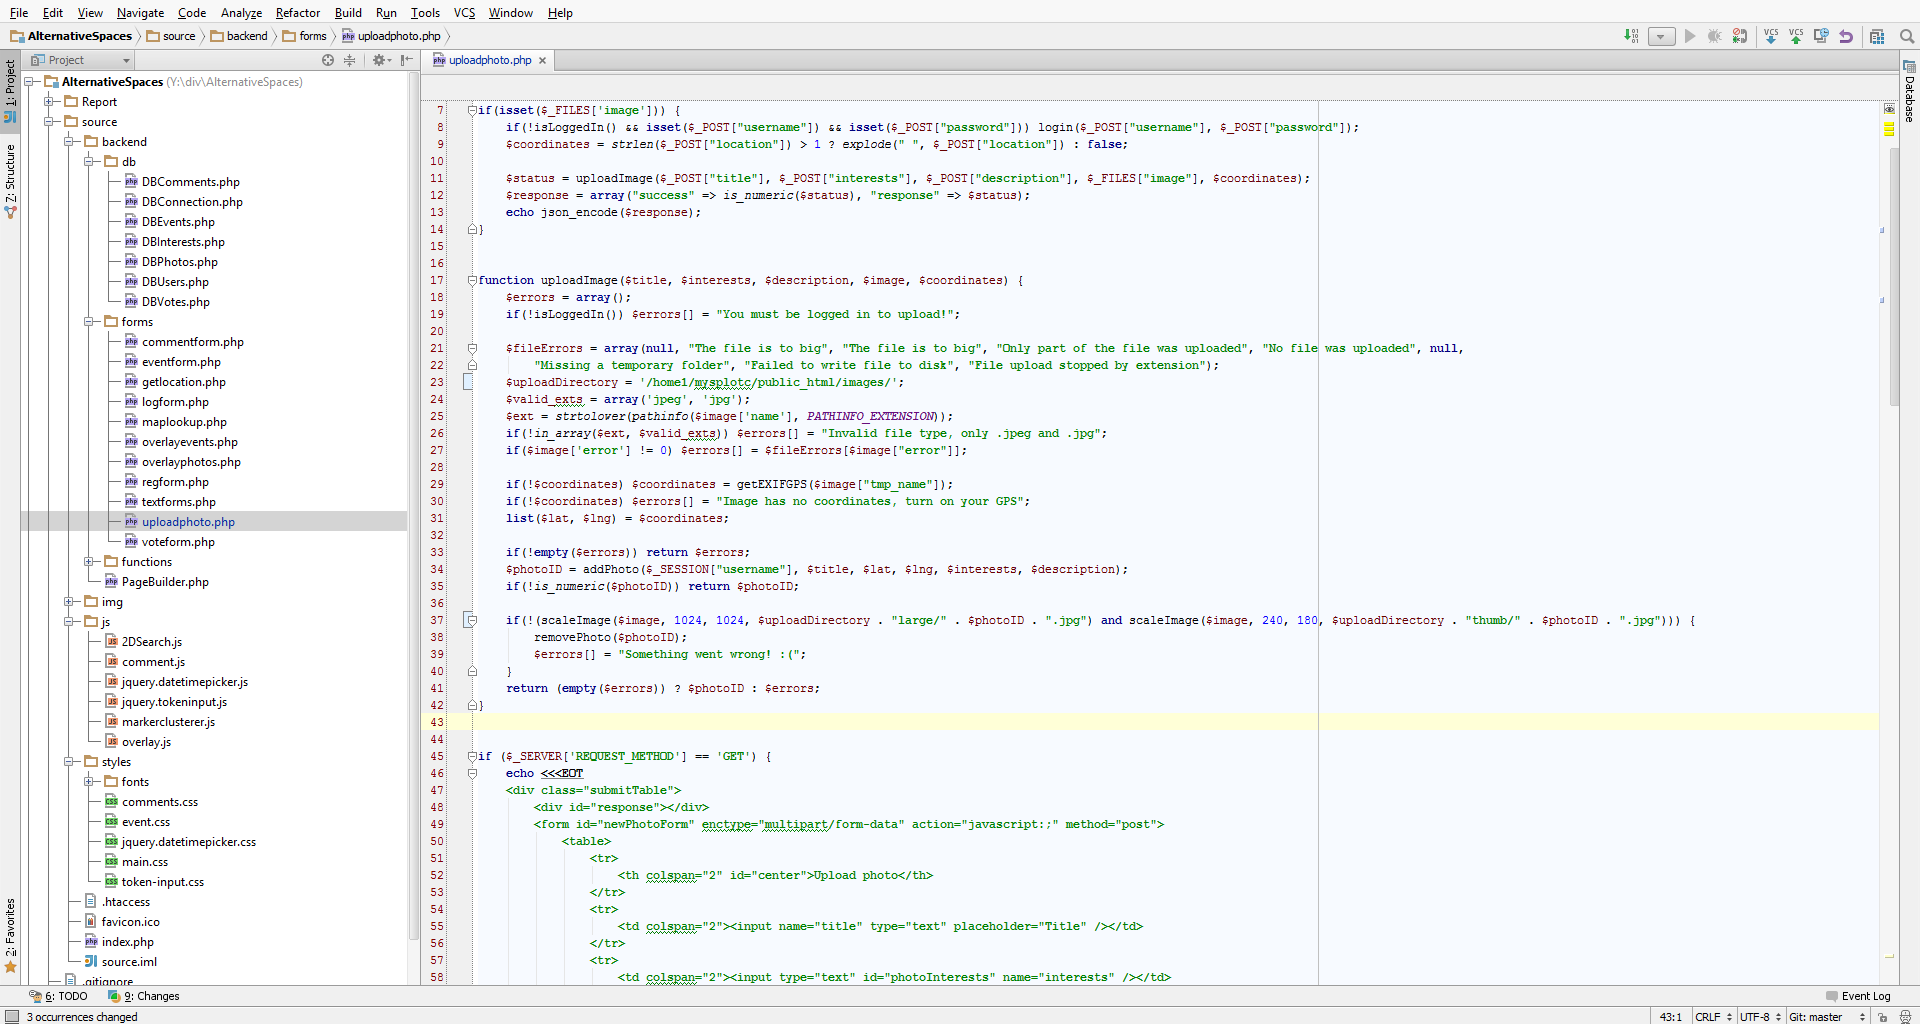 File Edit View Navigate Code Analyze Refactor Build Run Tools VCS Window Help
AlternativeSpaces source backend forms uploadphoto.php
Project
uploadphoto.php
1: Project
Z: Structure
2: Favorites
Database
AlternativeSpaces (Y:\div\AlternativeSpaces)
Report
source
backend
db
DBComments.php
DBConnection.php
DBEvents.php
DBInterests.php
DBPhotos.php
DBUsers.php
DBVotes.php
forms
commentform.php
eventform.php
getlocation.php
logform.php
maplookup.php
overlayevents.php
overlayphotos.php
regform.php
textforms.php
uploadphoto.php
voteform.php
functions
PageBuilder.php
img
js
2DSearch.js
comment.js
jquery.datetimepicker.js
jquery.tokeninput.js
markerclusterer.js
overlay.js
styles
fonts
comments.css
event.css
jquery.datetimepicker.css
main.css
token-input.css
.htaccess
favicon.ico
index.php
source.iml
.gitignore
7 if(isset($_FILES['image'])) {
8 if(!isLoggedIn() && isset($_POST["username"]) && isset($_POST["password"])) login($_POST["username"], $_POST["password"]);
9 $coordinates = strlen($_POST["location"]) > 1 ? explode(" ", $_POST["location"]) : false;
10
11 $status = uploadImage($_POST["title"], $_POST["interests"], $_POST["description"], $_FILES["image"], $coordinates);
12 $response = array("success" => is_numeric($status), "response" => $status);
13 echo json_encode($response);
14 }
15
16
17 function uploadImage($title, $interests, $description, $image, $coordinates) {
18 $errors = array();
19 if(!isLoggedIn()) $errors[] = "You must be logged in to upload!";
20
21 $fileErrors = array(null, "The file is to big", "The file is to big", "Only part of the file was uploaded", "No file was uploaded", null,
22 "Missing a temporary folder", "Failed to write file to disk", "File upload stopped by extension");
23 $uploadDirectory = '/home1/mysplotc/public_html/images/';
24 $valid_exts = array('jpeg', 'jpg');
25 $ext = strtolower(pathinfo($image['name'], PATHINFO_EXTENSION));
26 if(!in_array($ext, $valid_exts)) $errors[] = "Invalid file type, only .jpeg and .jpg";
27 if($image['error'] != 0) $errors[] = $fileErrors[$image["error"]];
28
29 if(!$coordinates) $coordinates = getEXIFGPS($image["tmp_name"]);
30 if(!$coordinates) $errors[] = "Image has no coordinates, turn on your GPS";
31 list($lat, $lng) = $coordinates;
32
33 if(!empty($errors)) return $errors;
34 $photoID = addPhoto($_SESSION["username"], $title, $lat, $lng, $interests, $description);
35 if(!is_numeric($photoID)) return $photoID;
36
37 if(!(scaleImage($image, 1024, 1024, $uploadDirectory . "large/" . $photoID . ".jpg") and scaleImage($image, 240, 180, $uploadDirectory . "thumb/" . $photoID . ".jpg"))) {
38 removePhoto($photoID);
39 $errors[] = "Something went wrong! :(";
40 }
41 return (empty($errors)) ? $photoID : $errors;
42 }
43
44
45 if ($_SERVER['REQUEST_METHOD'] == 'GET') {
46 echo <<<EOT
47 <div class="submitTable">
48 <div id="response"></div>
49 <form id="newPhotoForm" enctype="multipart/form-data" action="javascript:;" method="post">
50 <table>
51 <tr>
52 <th colspan="2" id="center">Upload photo</th>
53 </tr>
54 <tr>
55 <td colspan="2"><input name="title" type="text" placeholder="Title" /></td>
56 </tr>
57 <tr>
58 <td colspan="2"><input type="text" id="photoInterests" name="interests" /></td>
6: TODO 9: Changes Event Log
3 occurrences changed 43:1 CRLF UTF-8 Git: master